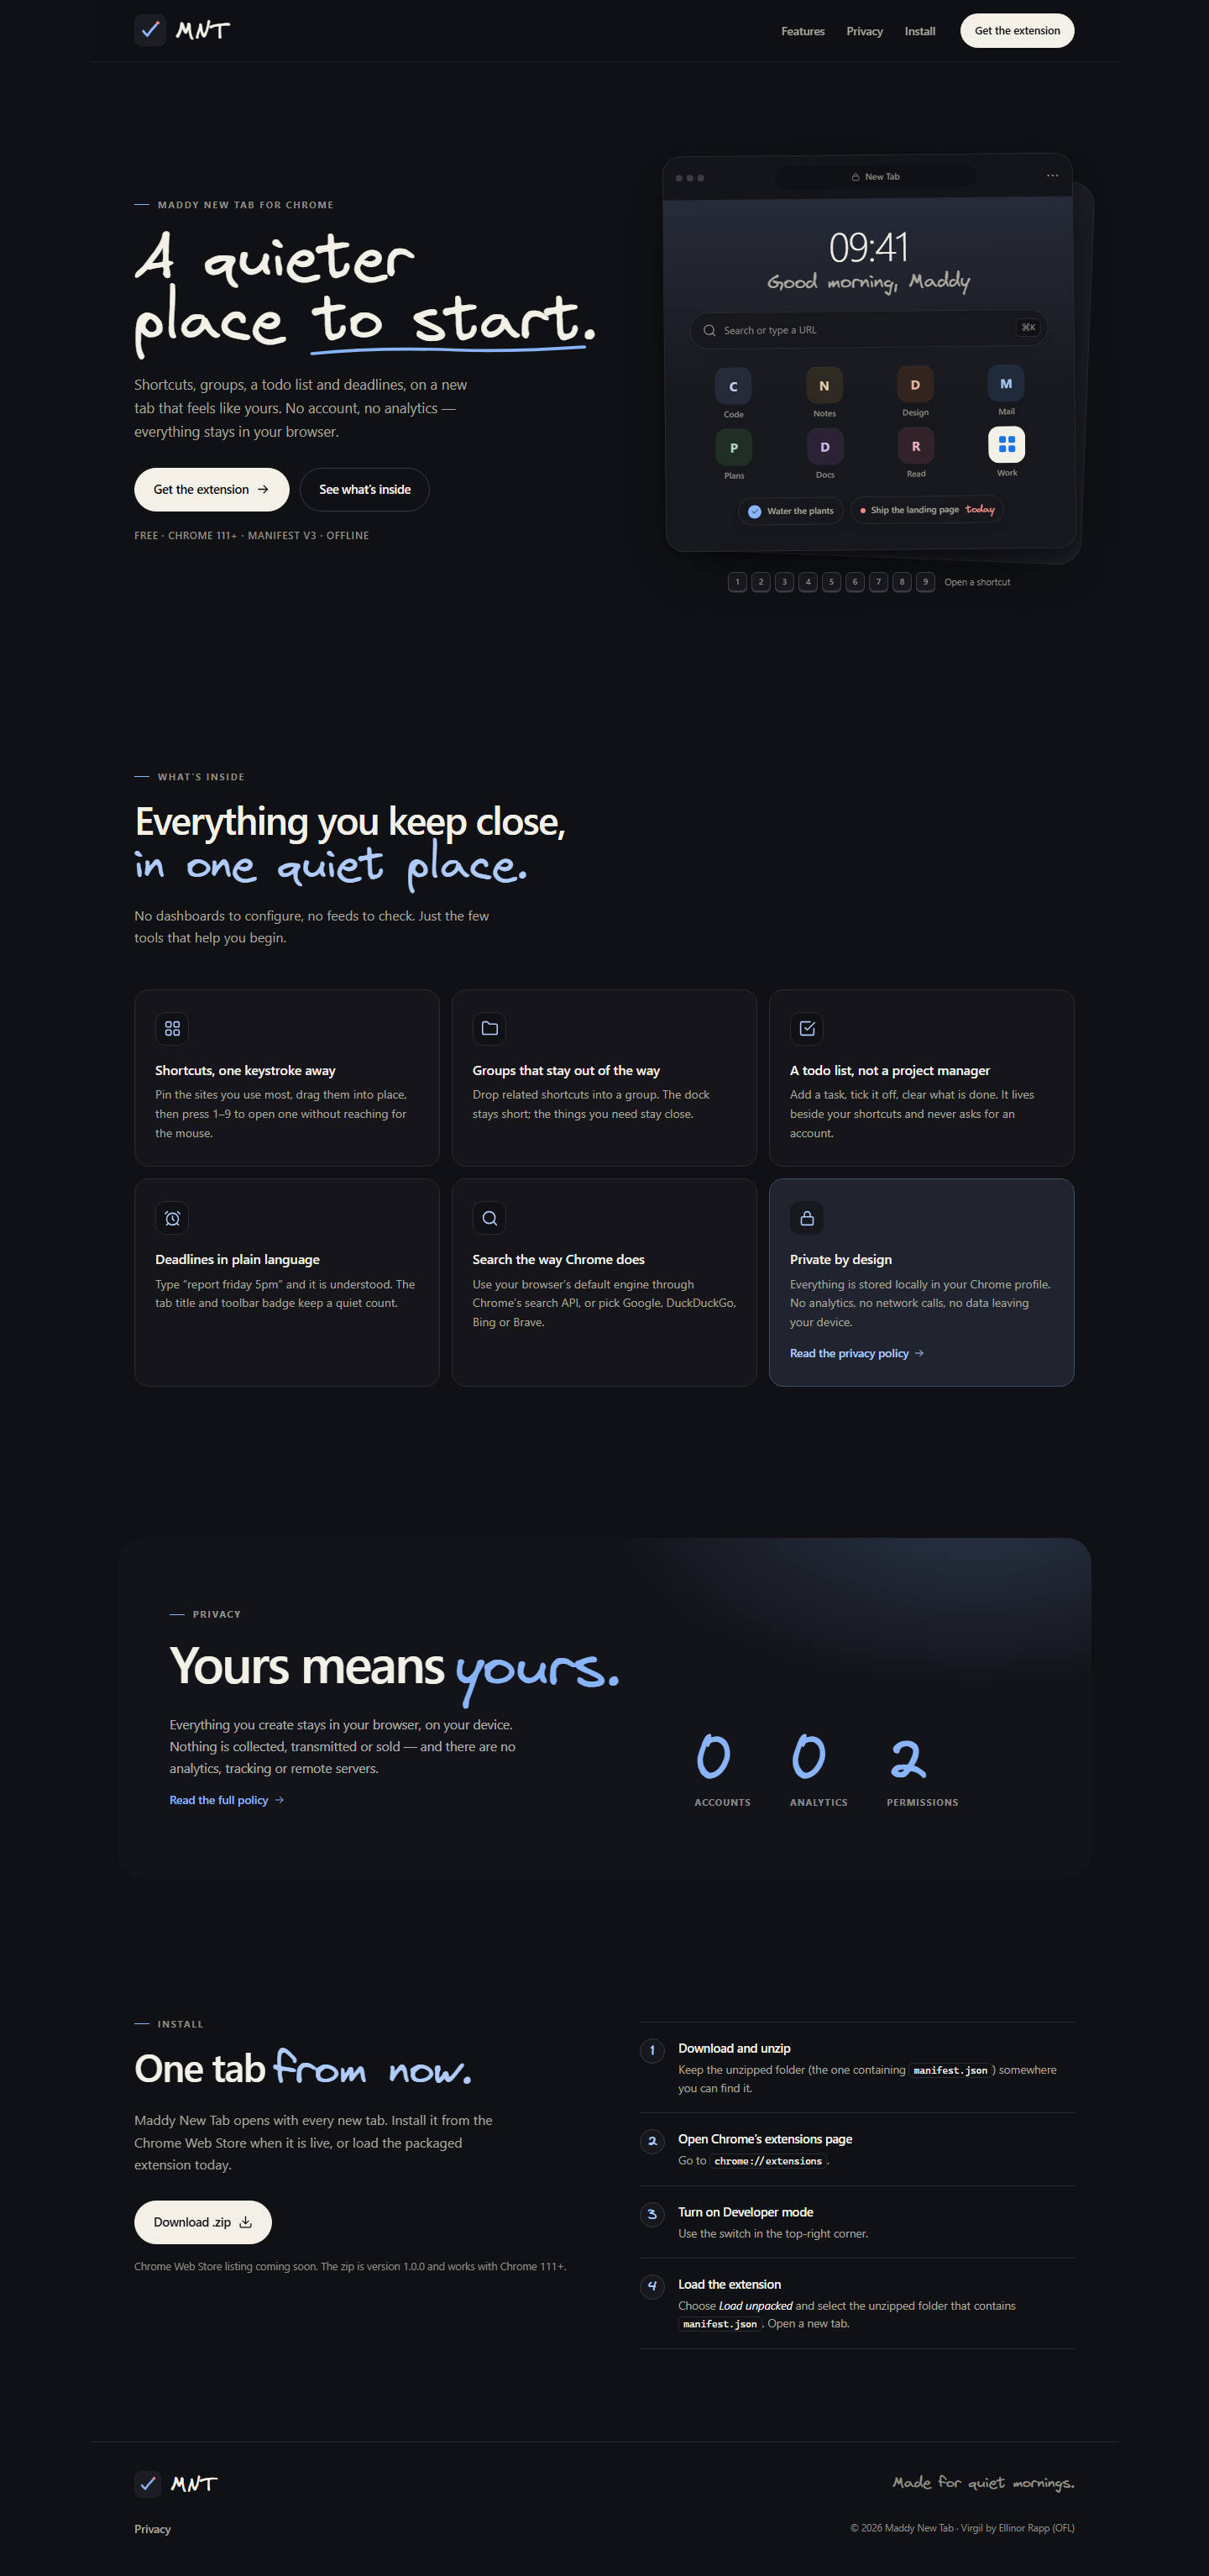 MNT
Features Privacy Install Get the extension
MADDY NEW TAB FOR CHROME
A quieter
place to start.
Shortcuts, groups, a todo list and deadlines, on a new
tab that feels like yours. No account, no analytics —
everything stays in your browser.
Get the extension → See what's inside
FREE · CHROME 111+ · MANIFEST V3 · OFFLINE
New Tab
09:41
Good morning, Maddy
Search or type a URL ⌘K
C N D M
Code Notes Design Mail
P D R
Plans Docs Read Work
Water the plants Ship the landing page today
1 2 3 4 5 6 7 8 9 Open a shortcut
WHAT'S INSIDE
Everything you keep close,
in one quiet place.
No dashboards to configure, no feeds to check. Just the few
tools that help you begin.
Shortcuts, one keystroke away
Pin the sites you use most, drag them into place,
then press 1–9 to open one without reaching for
the mouse.
Groups that stay out of the way
Drop related shortcuts into a group. The dock
stays short; the things you need stay close.
A todo list, not a project manager
Add a task, tick it off, clear what is done. It lives
beside your shortcuts and never asks for an
account.
Deadlines in plain language
Type “report friday 5pm” and it is understood. The
tab title and toolbar badge keep a quiet count.
Search the way Chrome does
Use your browser's default engine through
Chrome's search API, or pick Google, DuckDuckGo,
Bing or Brave.
Private by design
Everything is stored locally in your Chrome profile.
No analytics, no network calls, no data leaving
your device.
Read the privacy policy →
PRIVACY
Yours means yours.
Everything you create stays in your browser, on your device.
Nothing is collected, transmitted or sold — and there are no
analytics, tracking or remote servers.
Read the full policy →
0 0 2
ACCOUNTS ANALYTICS PERMISSIONS
INSTALL
One tab from now.
Maddy New Tab opens with every new tab. Install it from the
Chrome Web Store when it is live, or load the packaged
extension today.
Download .zip
Chrome Web Store listing coming soon. The zip is version 1.0.0 and works with Chrome 111+.
1 Download and unzip
Keep the unzipped folder (the one containing manifest.json) somewhere
you can find it.
2 Open Chrome's extensions page
Go to chrome://extensions.
3 Turn on Developer mode
Use the switch in the top-right corner.
4 Load the extension
Choose Load unpacked and select the unzipped folder that contains
manifest.json. Open a new tab.
MNT
Made for quiet mornings.
Privacy
© 2026 Maddy New Tab · Virgil by Ellinor Rapp (OFL)